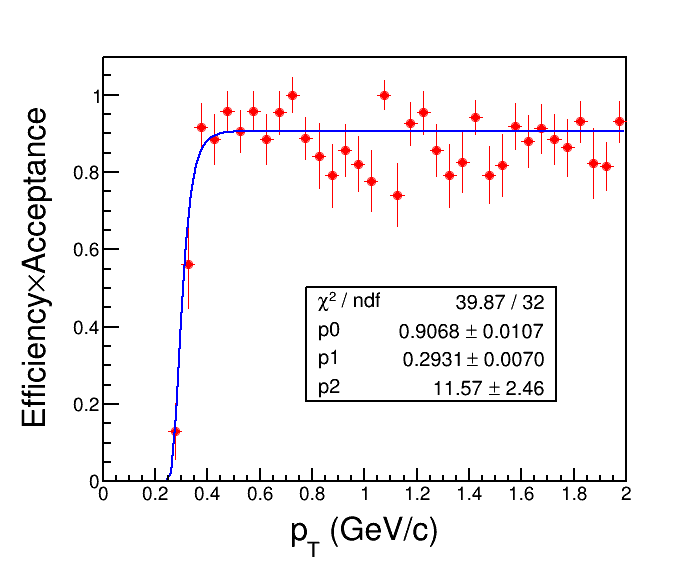 Efficiency×Acceptance
1
0.8
0.6
0.4
0.2
0
χ² / ndf 39.87 / 32
p0 0.9068 ± 0.0107
p1 0.2931 ± 0.0070
p2 11.57 ± 2.46
0 0.2 0.4 0.6 0.8 1 1.2 1.4 1.6 1.8 2
p_T (GeV/c)